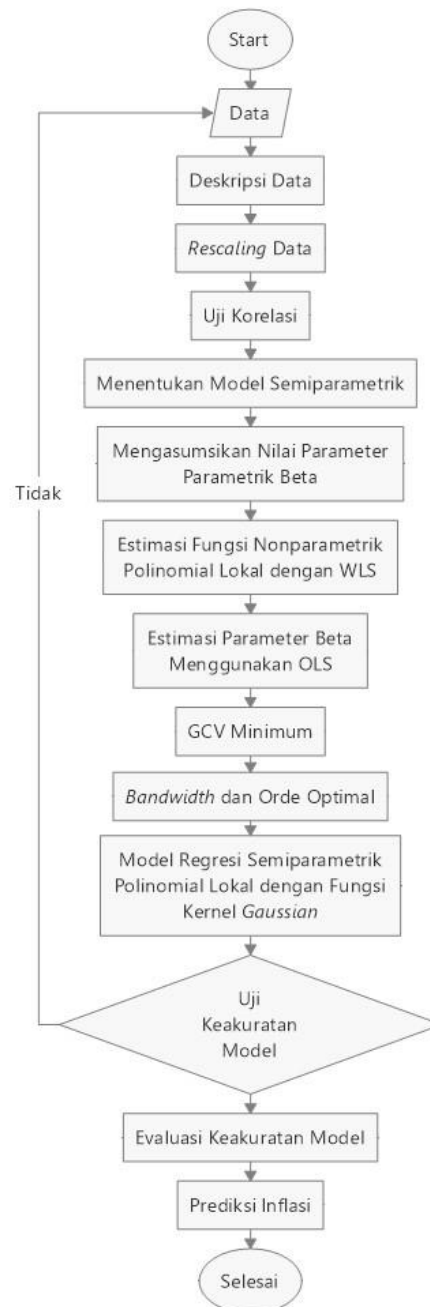 Start
Data
Deskripsi Data
Rescaling Data
Uji Korelasi
Menentukan Model Semiparametrik
Mengasumsikan Nilai Parameter
Parametrik Beta
Tidak
Estimasi Fungsi Nonparametrik
Polinomial Lokal dengan WLS
Estimasi Parameter Beta
Menggunakan OLS
GCV Minimum
Bandwidth dan Orde Optimal
Model Regresi Semiparametrik
Polinomial Lokal dengan Fungsi
Kernel Gaussian
Uji
Keakuratan
Model
Evaluasi Keakuratan Model
Prediksi Inflasi
Selesai